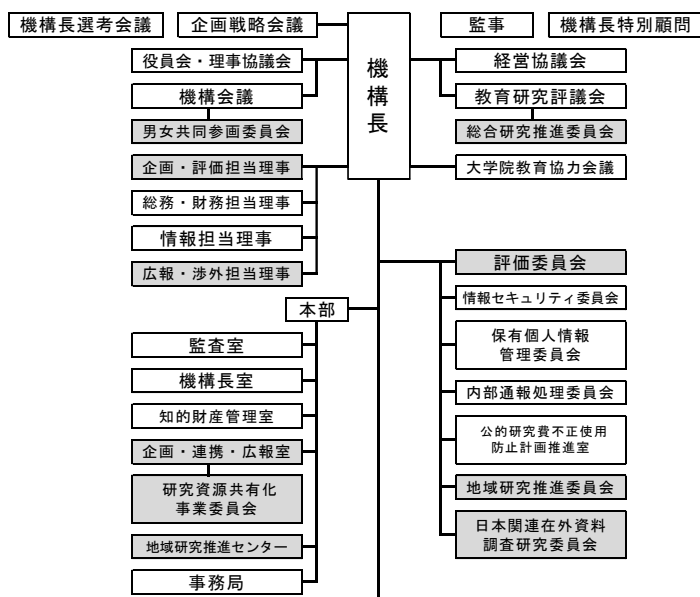 機構長選考会議
企画戦略会議
機構長
監事
機構長特別顧問
役員会・理事協議会
機構会議
男女共同参画委員会
企画・評価担当理事
総務・財務担当理事
情報担当理事
広報・渉外担当理事
経営協議会
教育研究評議会
総合研究推進委員会
大学院教育協力会議
本部
監査室
機構長室
知的財産管理室
企画・連携・広報室
研究資源共有化
事業委員会
地域研究推進センター
事務局
評価委員会
情報セキュリティ委員会
保有個人情報
管理委員会
内部通報処理委員会
公的研究費不正使用
防止計画推進室
地域研究推進委員会
日本関連在外資料
調査研究委員会